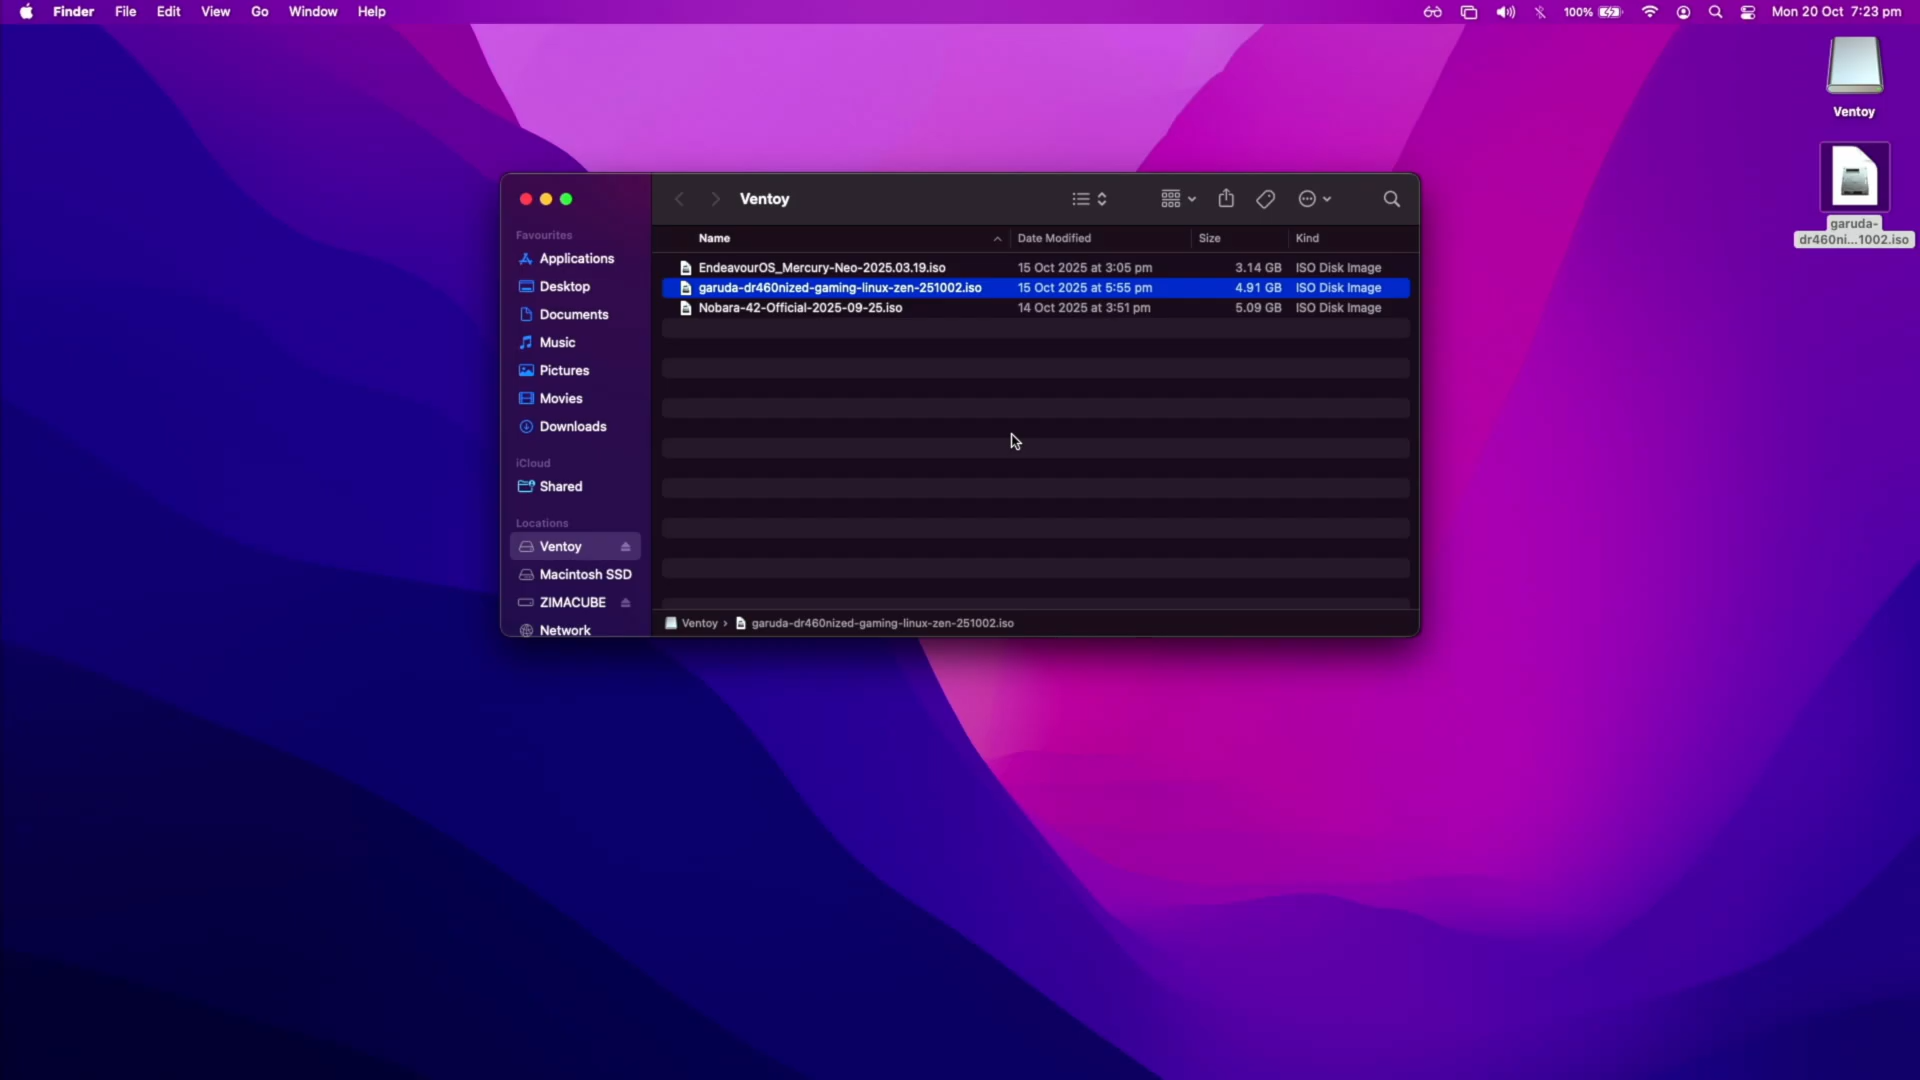 Finder File Edit View Go Window Help 100% Mon 20 Oct 7:23 pm
Ventoy
garuda-
dr460ni...1002.iso
Ventoy
Favourites
Applications
Desktop
Documents
Music
Pictures
Movies
Downloads
iCloud
Shared
Locations
Ventoy
Macintosh SSD
ZIMACUBE
Network
Name Date Modified Size Kind
EndeavourOS_Mercury-Neo-2025.03.19.iso 15 Oct 2025 at 3:05 pm 3.14 GB ISO Disk Image
garuda-dr460nized-gaming-linux-zen-251002.iso 15 Oct 2025 at 5:55 pm 4.91 GB ISO Disk Image
Nobara-42-Official-2025-09-25.iso 14 Oct 2025 at 3:51 pm 5.09 GB ISO Disk Image
Ventoy › garuda-dr460nized-gaming-linux-zen-251002.iso